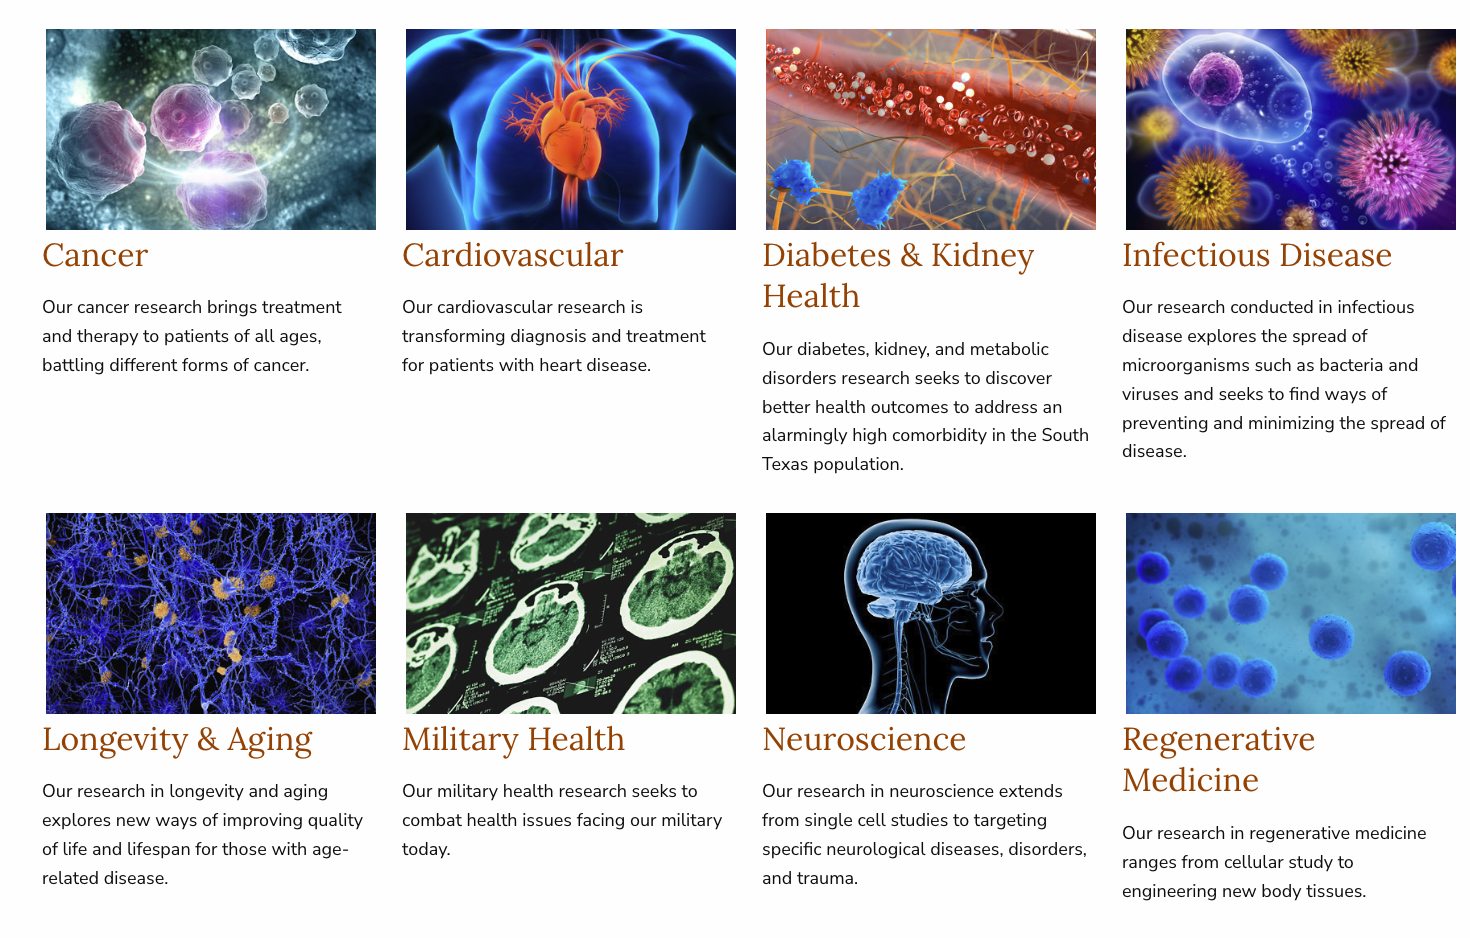 Cancer
Our cancer research brings treatment
and therapy to patients of all ages,
battling different forms of cancer.
Cardiovascular
Our cardiovascular research is
transforming diagnosis and treatment
for patients with heart disease.
Diabetes & Kidney
Health
Our diabetes, kidney, and metabolic
disorders research seeks to discover
better health outcomes to address an
alarmingly high comorbidity in the South
Texas population.
Infectious Disease
Our research conducted in infectious
disease explores the spread of
microorganisms such as bacteria and
viruses and seeks to find ways of
preventing and minimizing the spread of
disease.
Longevity & Aging
Our research in longevity and aging
explores new ways of improving quality
of life and lifespan for those with age-
related disease.
Military Health
Our military health research seeks to
combat health issues facing our military
today.
Neuroscience
Our research in neuroscience extends
from single cell studies to targeting
specific neurological diseases, disorders,
and trauma.
Regenerative
Medicine
Our research in regenerative medicine
ranges from cellular study to
engineering new body tissues.